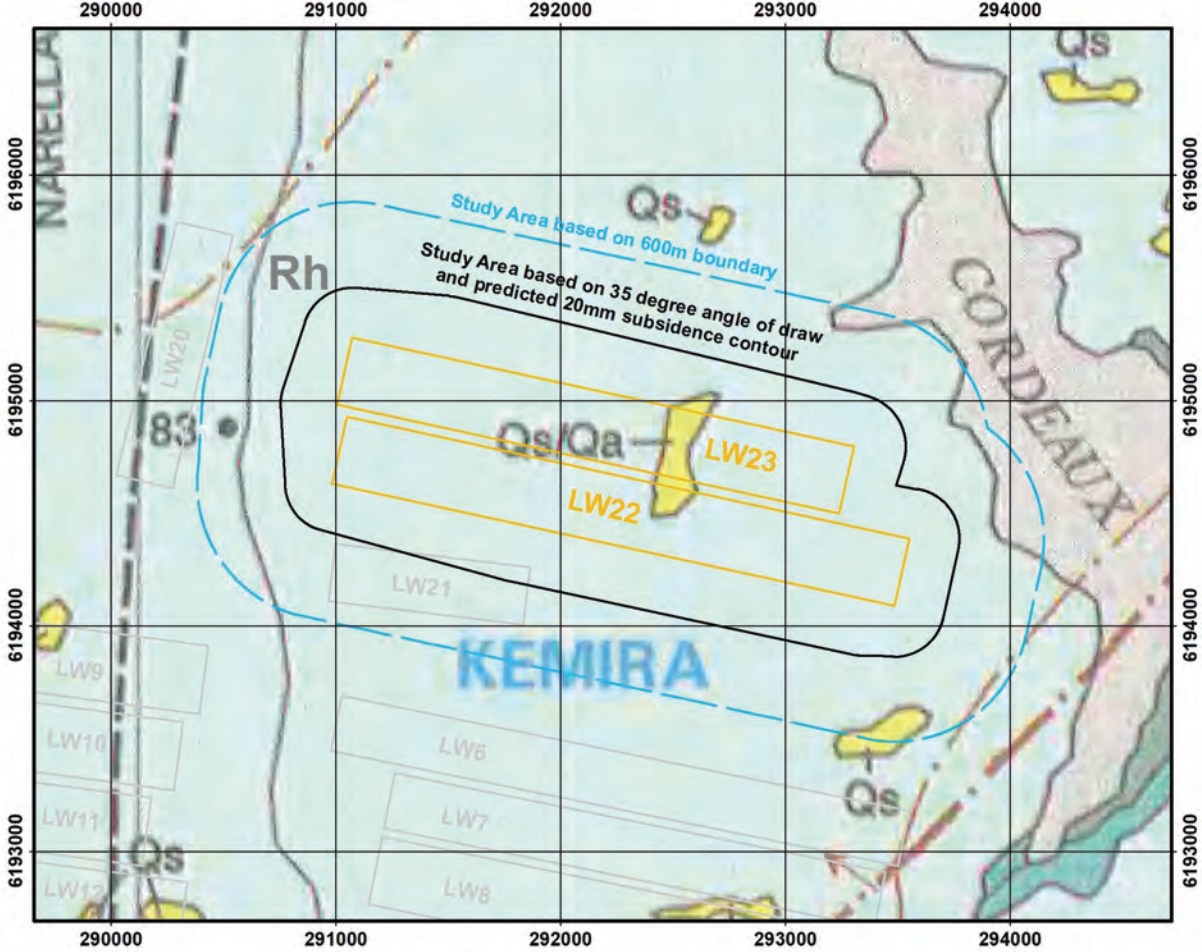 290000
291000
292000
293000
294000
Qs
NARELLA
6196000
6196000
Qs
Study Area based on 600m boundary
Study Area based on 35 degree angle of draw
and predicted 20mm subsidence contour
Rh
CORDEAUX
LW20
6195000
6195000
83
Qs/Qa
LW23
LW22
LW21
6194000
6194000
KEMIRA
LW9
LW10
LW6
Qs
LW11
LW7
6193000
6193000
Qs
LW12
LW8
290000
291000
292000
293000
294000